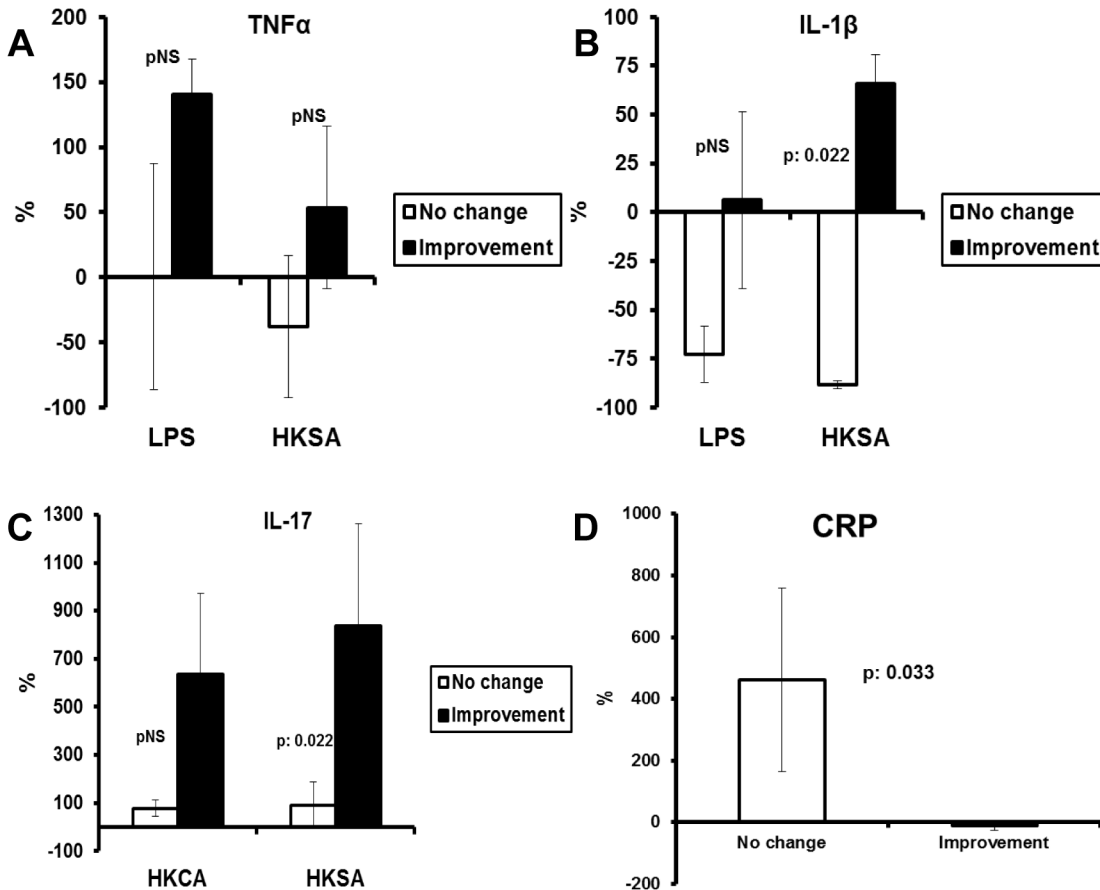 A
TNFα
200
150
100
50
0
-50
-100
%
pNS
pNS
LPS
HKSA
No change
Improvement
B
IL-1β
100
75
50
25
0
-25
-50
-75
-100
%
pNS
p: 0.022
LPS
HKSA
No change
Improvement
C
IL-17
1300
1100
900
700
500
300
100
-100
%
pNS
p: 0.022
HKCA
HKSA
No change
Improvement
D
CRP
1000
800
600
400
200
0
-200
%
p: 0.033
No change
Improvement